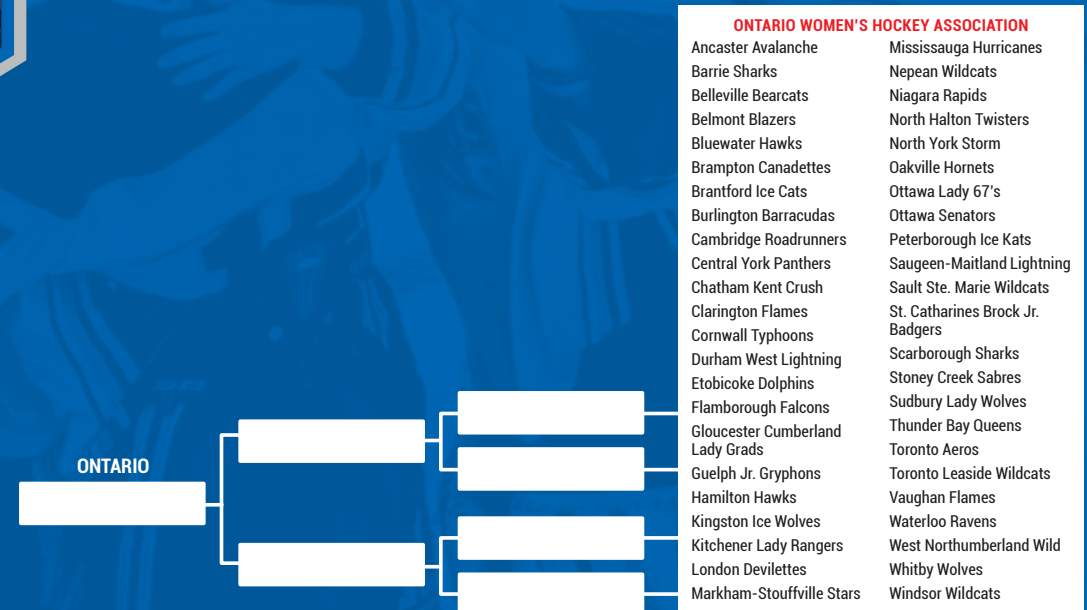 ONTARIO WOMEN'S HOCKEY ASSOCIATION
Ancaster Avalanche
Barrie Sharks
Belleville Bearcats
Belmont Blazers
Bluewater Hawks
Brampton Canadettes
Brantford Ice Cats
Burlington Barracudas
Cambridge Roadrunners
Central York Panthers
Chatham Kent Crush
Clarington Flames
Cornwall Typhoons
Durham West Lightning
Etobicoke Dolphins
Flamborough Falcons
Gloucester Cumberland
Lady Grads
Guelph Jr. Gryphons
Hamilton Hawks
Kingston Ice Wolves
Kitchener Lady Rangers
London Devilettes
Markham-Stouffville Stars
Mississauga Hurricanes
Nepean Wildcats
Niagara Rapids
North Halton Twisters
North York Storm
Oakville Hornets
Ottawa Lady 67's
Ottawa Senators
Peterborough Ice Kats
Saugeen-Maitland Lightning
Sault Ste. Marie Wildcats
St. Catharines Brock Jr.
Badgers
Scarborough Sharks
Stoney Creek Sabres
Sudbury Lady Wolves
Thunder Bay Queens
Toronto Aeros
Toronto Leaside Wildcats
Vaughan Flames
Waterloo Ravens
West Northumberland Wild
Whitby Wolves
Windsor Wildcats
ONTARIO